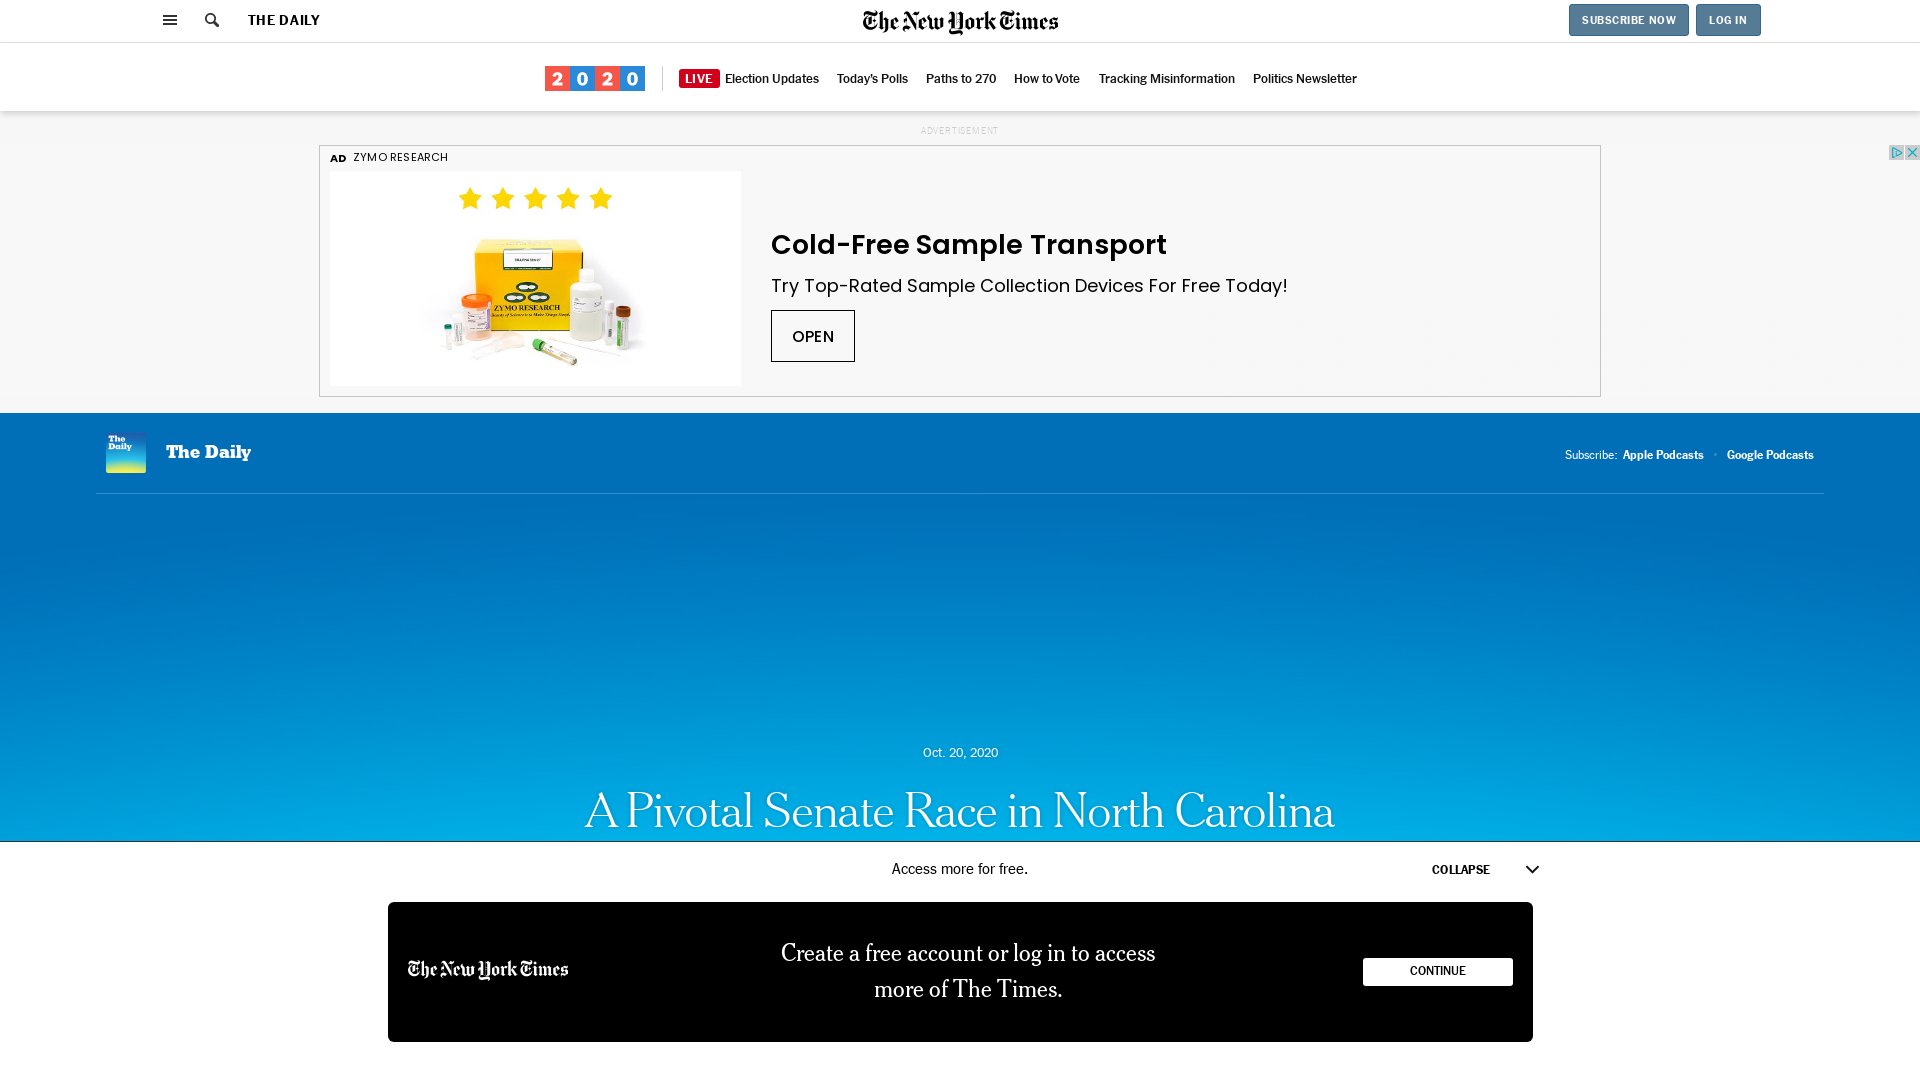 THE DAILY
The New York Times
SUBSCRIBE NOW
LOG IN
2020
LIVE Election Updates
Today's Polls
Paths to 270
How to Vote
Tracking Misinformation
Politics Newsletter
ADVERTISEMENT
AD ZYMO RESEARCH
ZYMO RESEARCH
Cold-Free Sample Transport
Try Top-Rated Sample Collection Devices For Free Today!
OPEN
The
Daily
The Daily
Subscribe: Apple Podcasts
Google Podcasts
Oct. 20, 2020
A Pivotal Senate Race in North Carolina
Access more for free.
COLLAPSE
The New York Times
Create a free account or log in to access
more of The Times.
CONTINUE